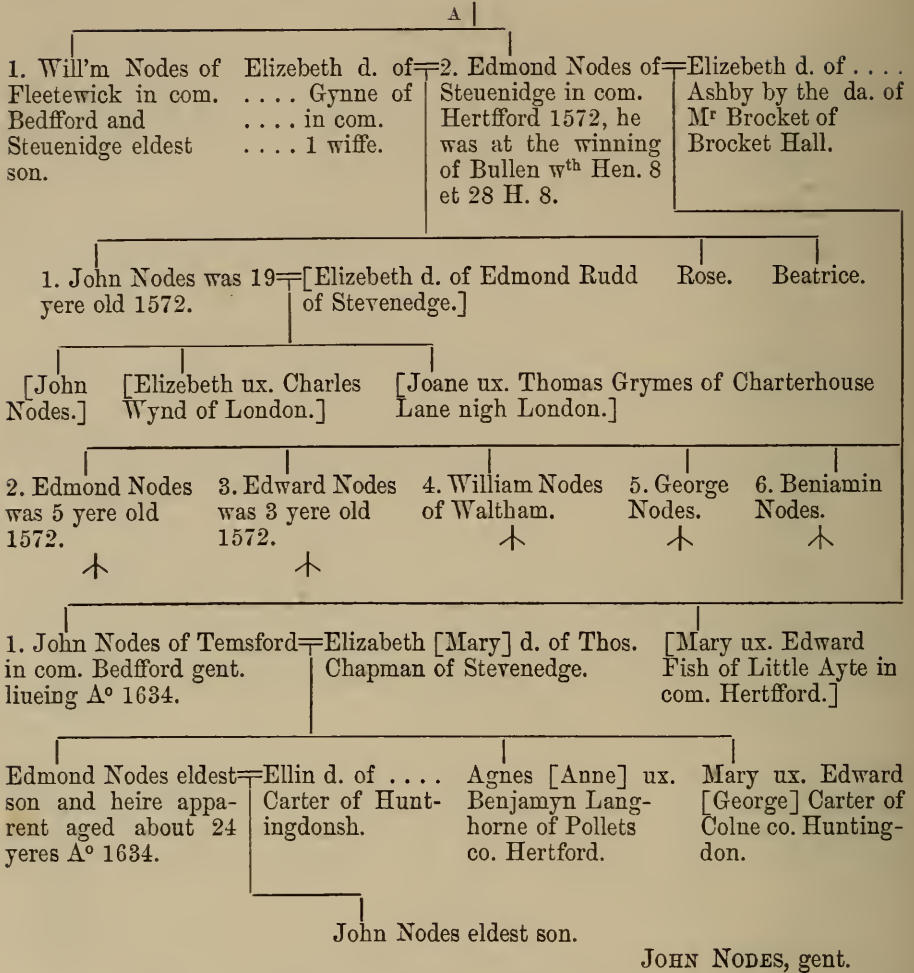 A
1. Will'm Nodes of
Fleetewick in com.
Bedfford and
Steuenidge eldest
son.
Elizebeth d. of
. . . . Gynne of
. . . . in com.
. . . . 1 wiffe.
2. Edmond Nodes of
Steuenidge in com.
Hertfford 1572, he
was at the winning
of Bullen wth Hen. 8
et 28 H. 8.
Elizebeth d. of . . . .
Ashby by the da. of
Mr Brocket of
Brocket Hall.
1. John Nodes was 19
yere old 1572.
[Elizebeth d. of Edmond Rudd
of Stevenedge.]
Rose.
Beatrice.
[John
Nodes.]
[Elizebeth ux. Charles
Wynd of London.]
[Joane ux. Thomas Grymes of Charterhouse
Lane nigh London.]
2. Edmond Nodes
was 5 yere old
1572.
3. Edward Nodes
was 3 yere old
1572.
4. William Nodes
of Waltham.
5. George
Nodes.
6. Beniamin
Nodes.
1. John Nodes of Temsford
in com. Bedfford gent.
liueing Ao 1634.
Elizabeth [Mary] d. of Thos.
Chapman of Stevenedge.
[Mary ux. Edward
Fish of Little Ayte in
com. Hertfford.]
Edmond Nodes eldest
son and heire appa-
rent aged about 24
yeres Ao 1634.
Ellin d. of . . . .
Carter of Hunt-
ingdonsh.
Agnes [Anne] ux.
Benjamyn Lang-
horne of Pollets
co. Hertford.
Mary ux. Edward
[George] Carter of
Colne co. Hunting-
don.
John Nodes eldest son.
JOHN NODES, gent.